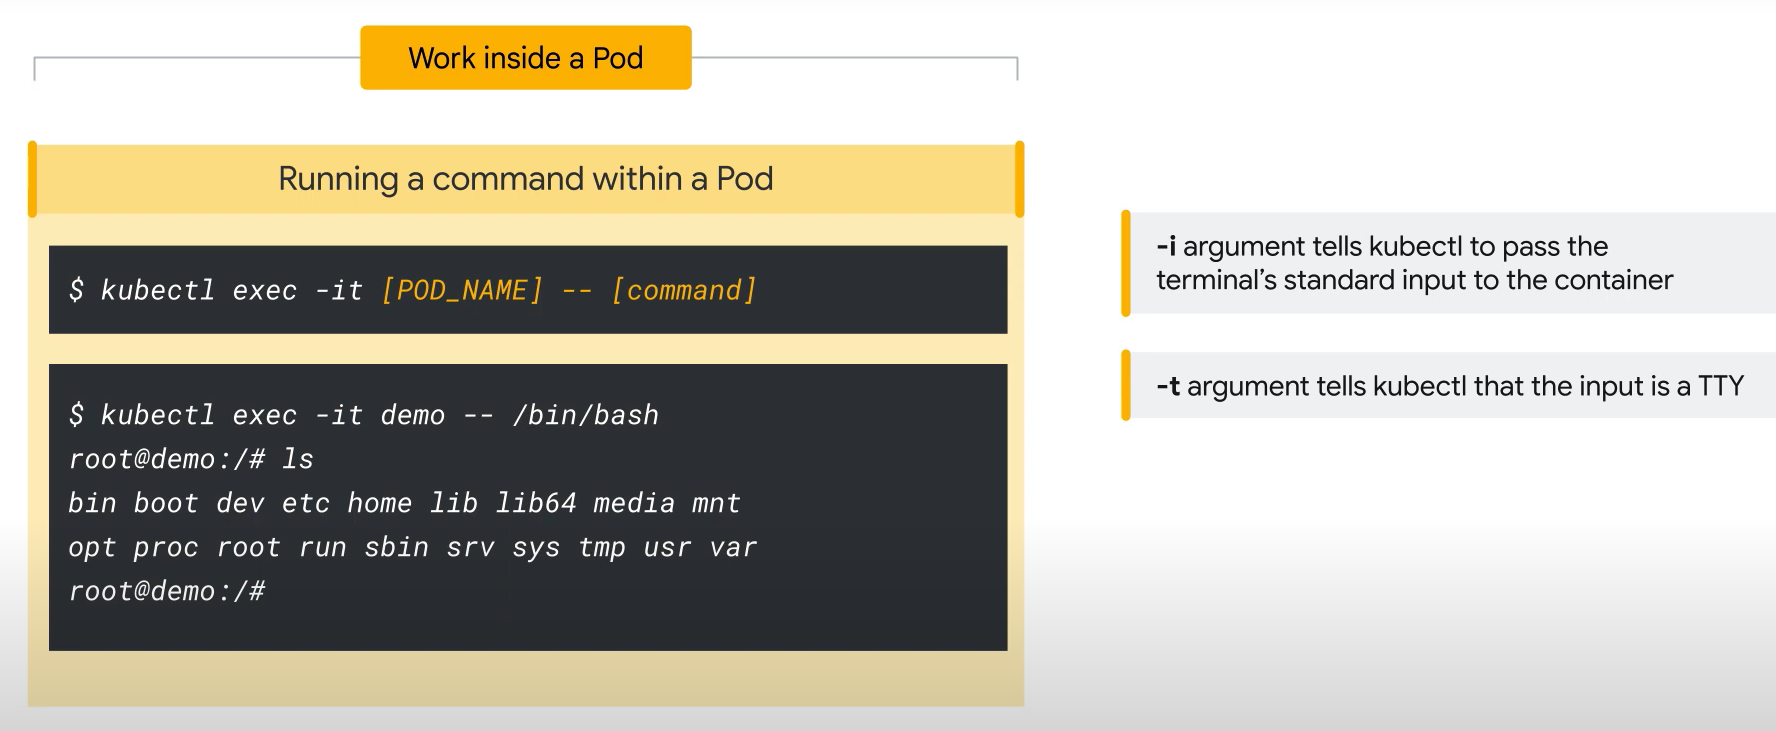 Work inside a Pod
Running a command within a Pod
$ kubectl exec -it [POD_NAME] -- [command]
$ kubectl exec -it demo -- /bin/bash
root@demo:/# ls
bin boot dev etc home lib lib64 media mnt
opt proc root run sbin srv sys tmp usr var
root@demo:/#
-i argument tells kubectl to pass the
terminal’s standard input to the container
-t argument tells kubectl that the input is a TTY